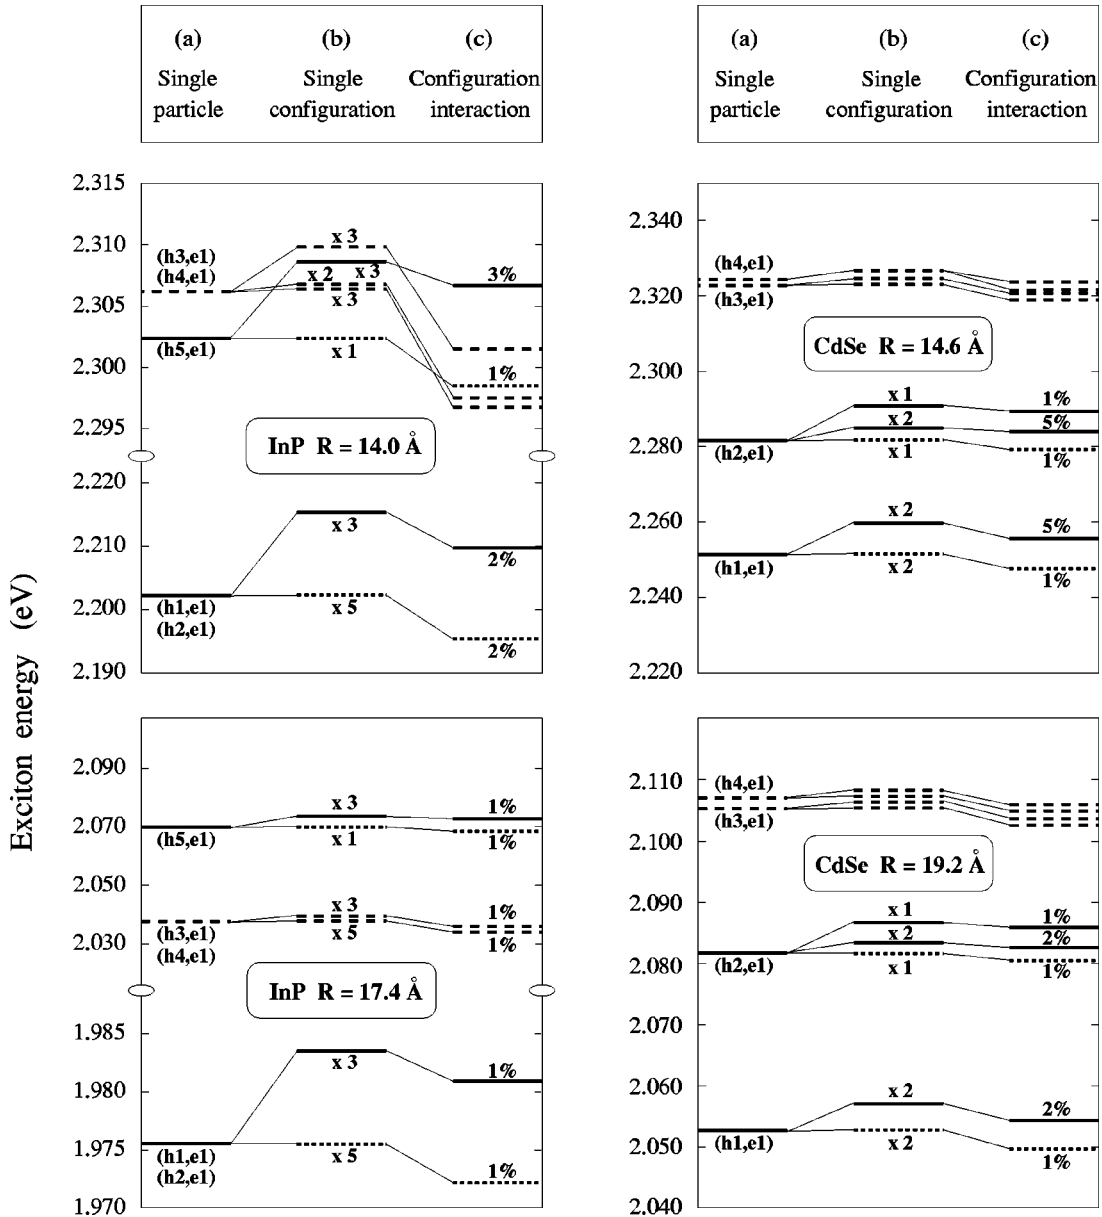 (a) (b) (c)
Single Single Configuration
particle configuration interaction
(a) (b) (c)
Single Single Configuration
particle configuration interaction
Exciton energy (eV)
2.315
2.310
2.305
2.300
2.295
2.220
2.210
2.200
2.190
(h3,e1)
(h4,e1)
(h5,e1)
x 3
x 2 x 3
x 3
x 1
3%
1%
InP R = 14.0 Å
x 3
2%
(h1,e1)
(h2,e1)
x 5
2%
2.340
2.320
2.300
2.280
2.260
2.240
2.220
(h4,e1)
(h3,e1)
CdSe R = 14.6 Å
x 1
1%
x 2
5%
(h2,e1)
x 1
1%
x 2
5%
(h1,e1)
x 2
1%
2.090
2.070
2.050
2.030
1.985
1.980
1.975
1.970
x 3
1%
(h5,e1)
x 1
1%
x 3
1%
(h3,e1)
(h4,e1)
x 5
1%
InP R = 17.4 Å
x 3
1%
(h1,e1)
(h2,e1)
x 5
1%
2.110
2.100
2.090
2.080
2.070
2.060
2.050
2.040
(h4,e1)
(h3,e1)
CdSe R = 19.2 Å
x 1
1%
x 2
2%
(h2,e1)
x 1
1%
x 2
2%
(h1,e1)
x 2
1%